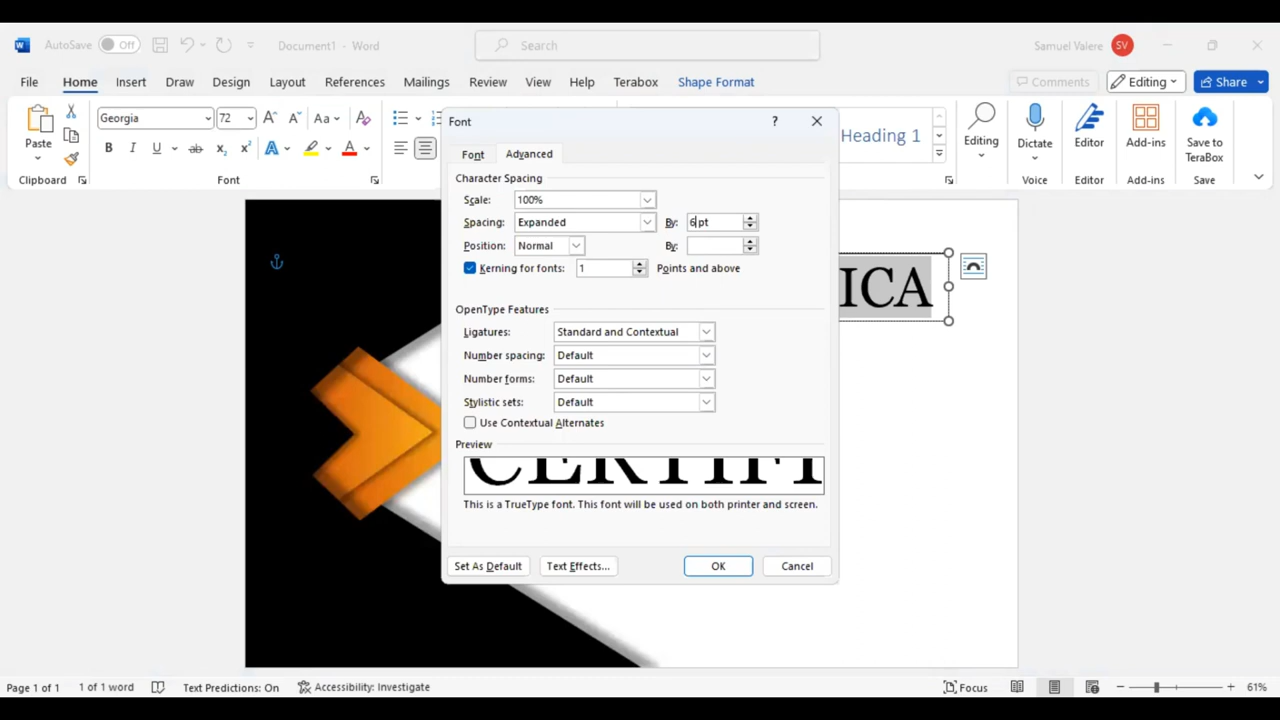 AutoSave Off Document1 - Word Search Samuel Valere SV
File Home Insert Draw Design Layout References Mailings Review View Help Terabox Shape Format Comments Editing Share
Paste
Clipboard
Georgia 72 Aa
B I U ab x₂ x² A A
Font
Heading 1
Editing
Dictate
Voice
Editor
Editor
Add-ins
Add-ins
Save to TeraBox
Save
Font
Font Advanced
Character Spacing
Scale: 100%
Spacing: Expanded By: 6 pt
Position: Normal By:
Kerning for fonts: 1 Points and above
OpenType Features
Ligatures: Standard and Contextual
Number spacing: Default
Number forms: Default
Stylistic sets: Default
Use Contextual Alternates
Preview
CERTIFI
This is a TrueType font. This font will be used on both printer and screen.
Set As Default Text Effects... OK Cancel
ICA
Page 1 of 1 1 of 1 word Text Predictions: On Accessibility: Investigate Focus 61%